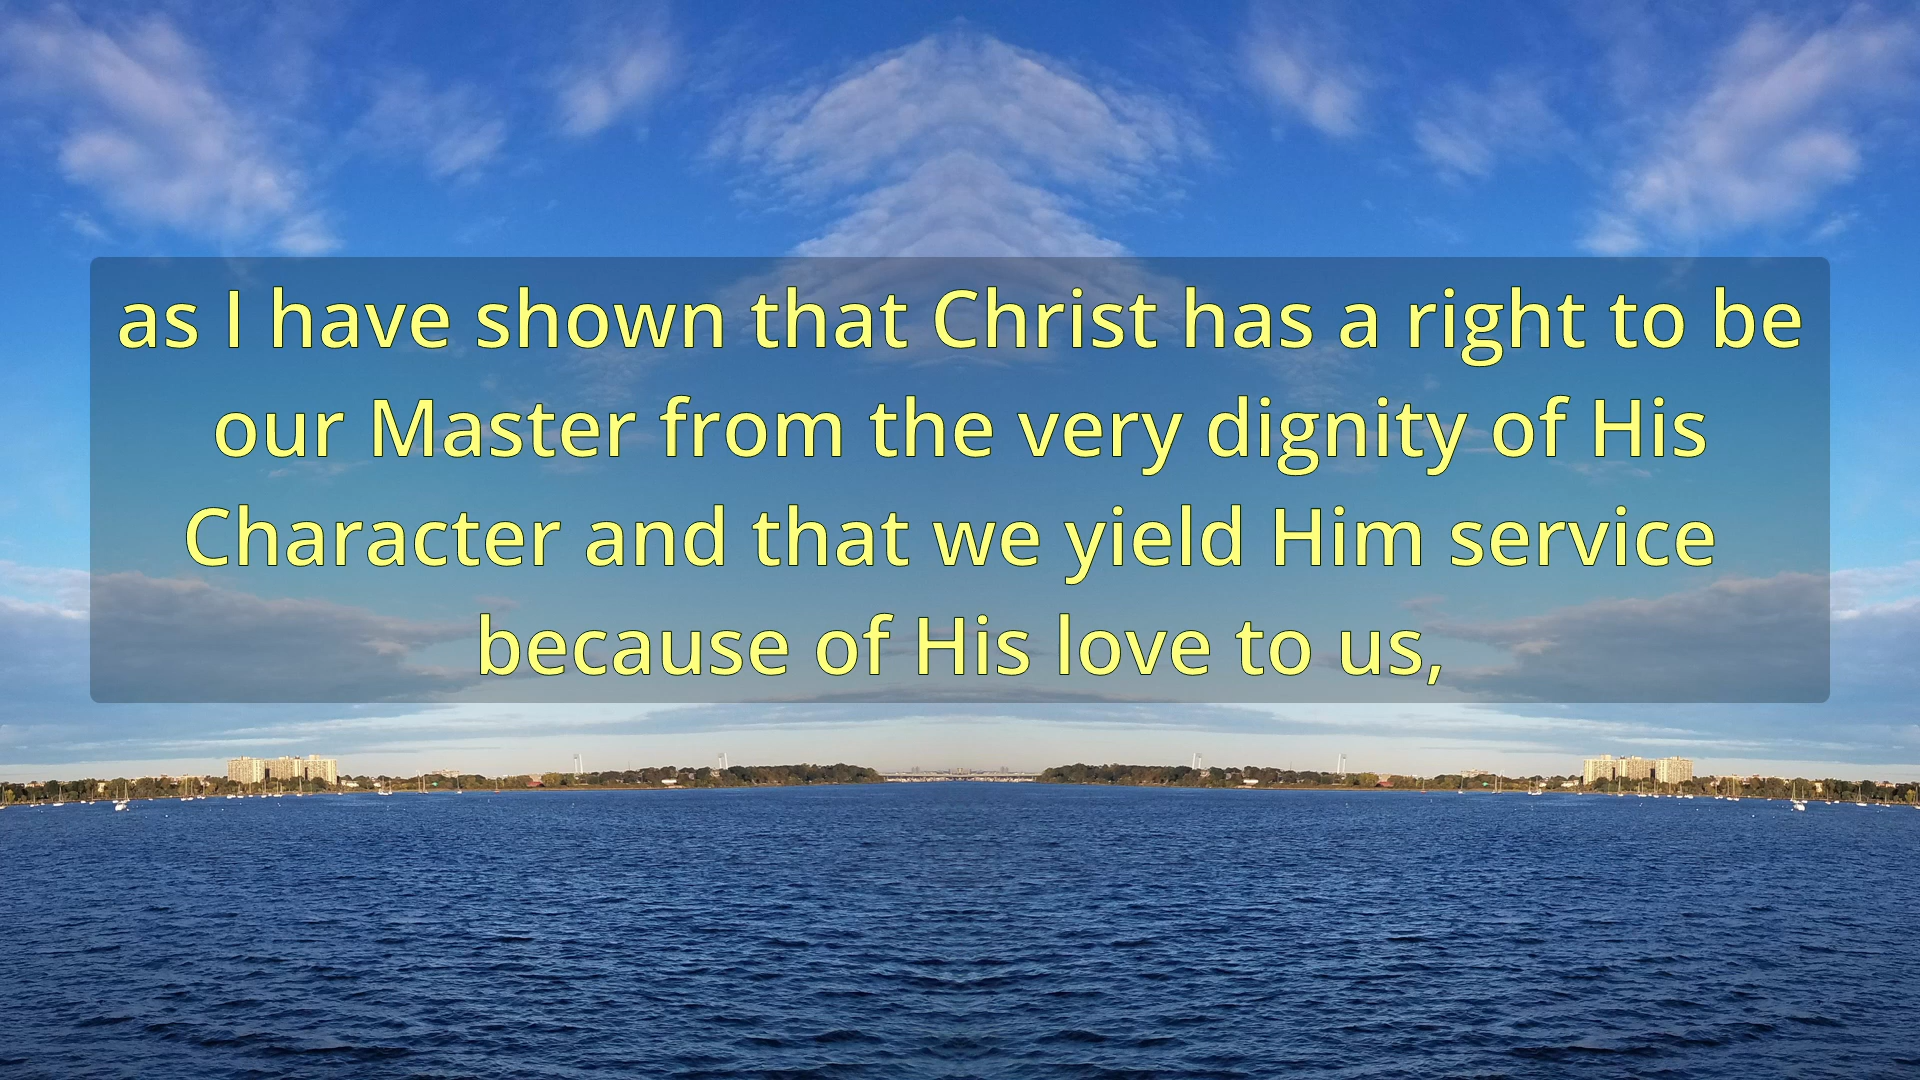 as I have shown that Christ has a right to be
our Master from the very dignity of His
Character and that we yield Him service
because of His love to us,